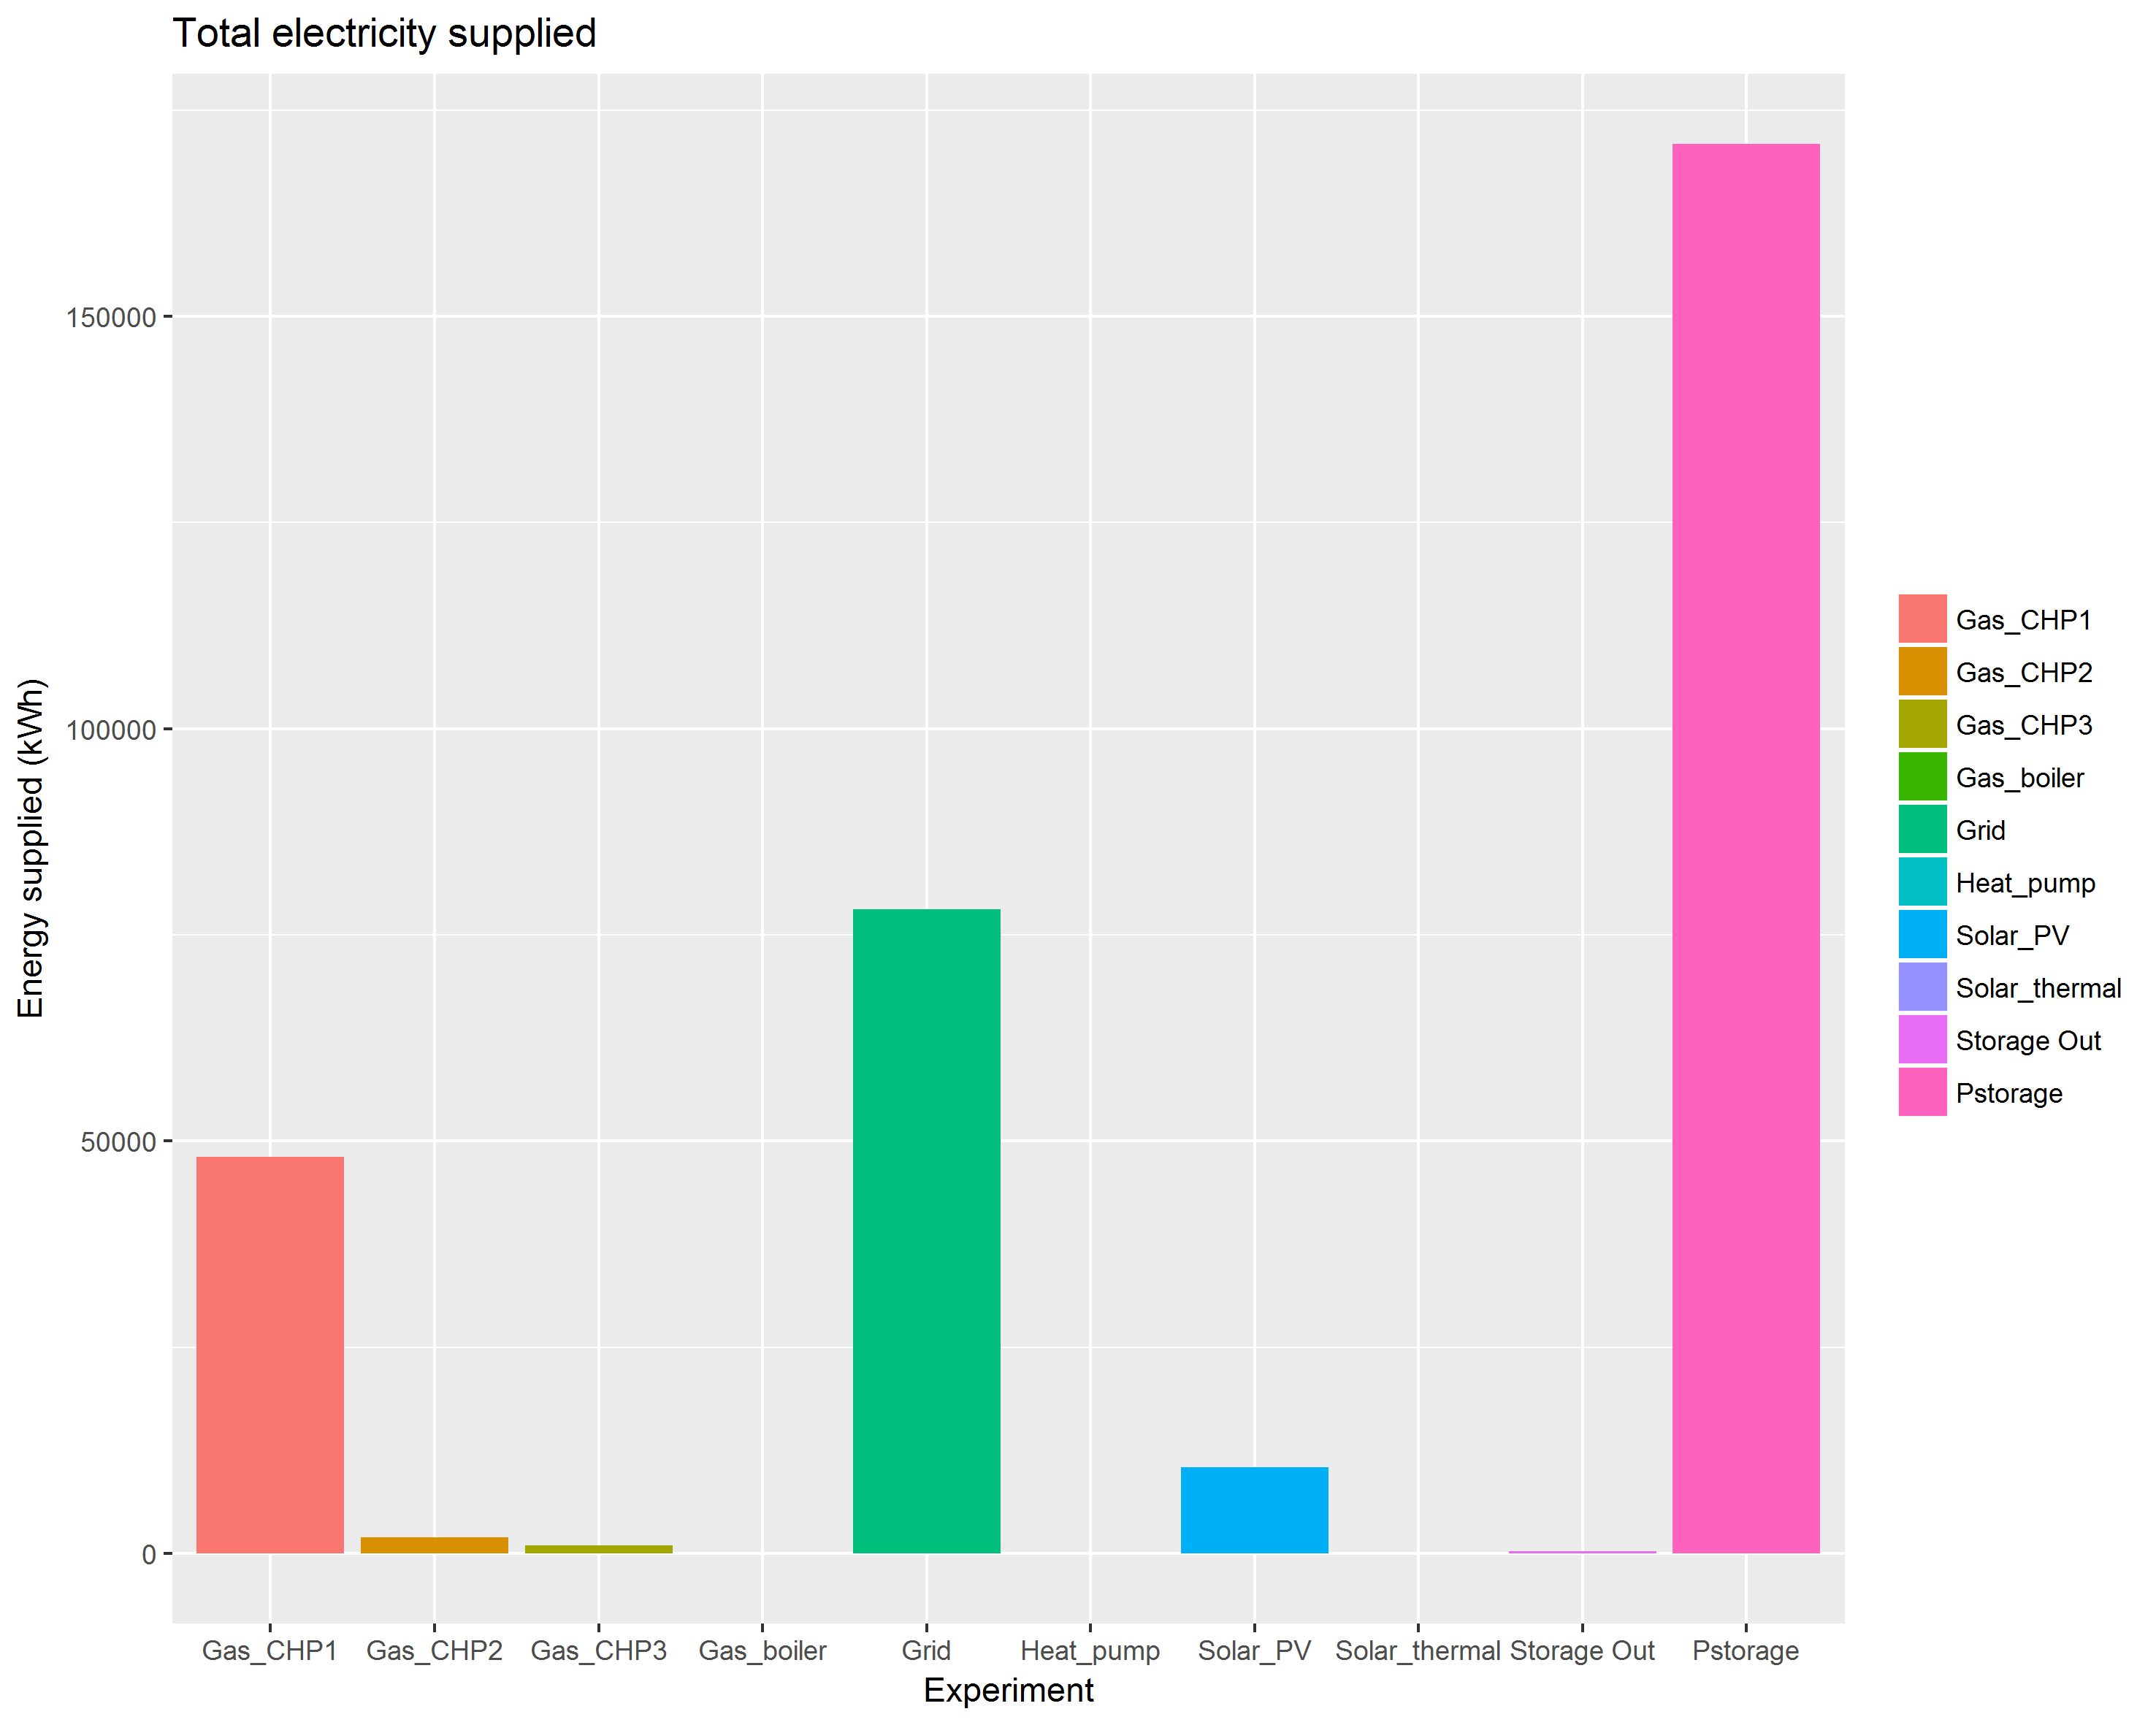 Total electricity supplied
Energy supplied (kWh)
150000
100000
50000
0
Gas_CHP1 Gas_CHP2 Gas_CHP3 Gas_boiler Grid Heat_pump Solar_PV Solar_thermal Storage Out Pstorage
Experiment
Gas_CHP1
Gas_CHP2
Gas_CHP3
Gas_boiler
Grid
Heat_pump
Solar_PV
Solar_thermal
Storage Out
Pstorage